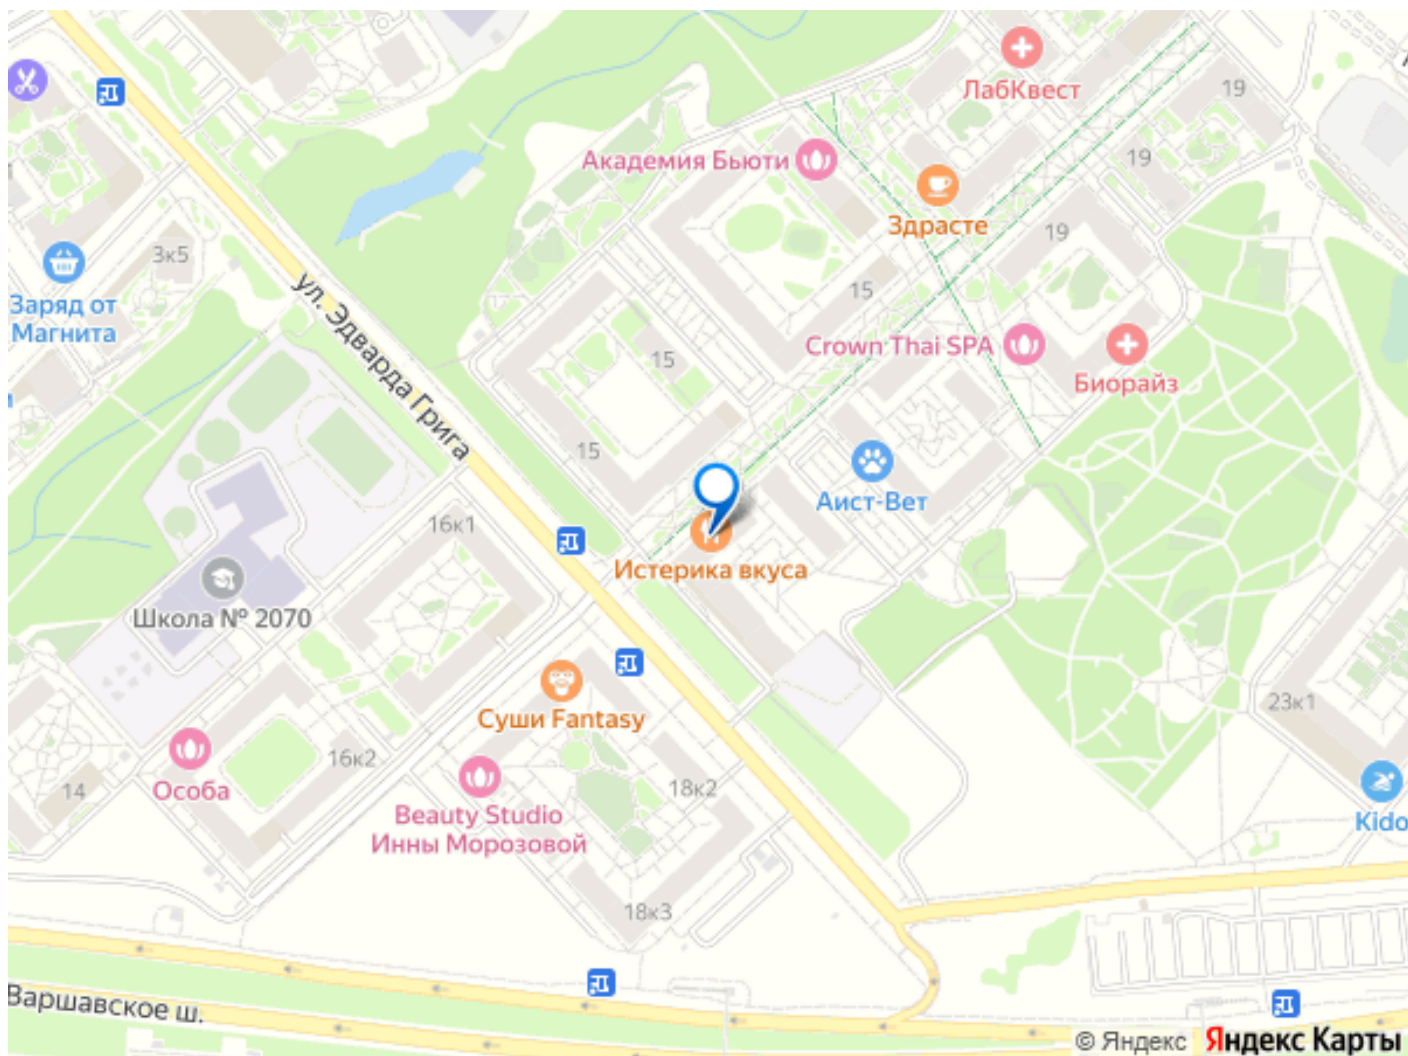 ЛабКвест
19
Академия Бьюти
19
Здрасте
19
3к5
Заряд от
Магнита
ул. Эдварда Грига
15
Crown Thai SPA
15
Биорайз
15
Аист-Вет
16к1
Истерика вкуса
Школа № 2070
Суши Fantasy
23к1
16к2
Особа
14
18к2
Beauty Studio
Инны Морозовой
Kido
18к3
Варшавское ш.
© Яндекс Яндекс Карты